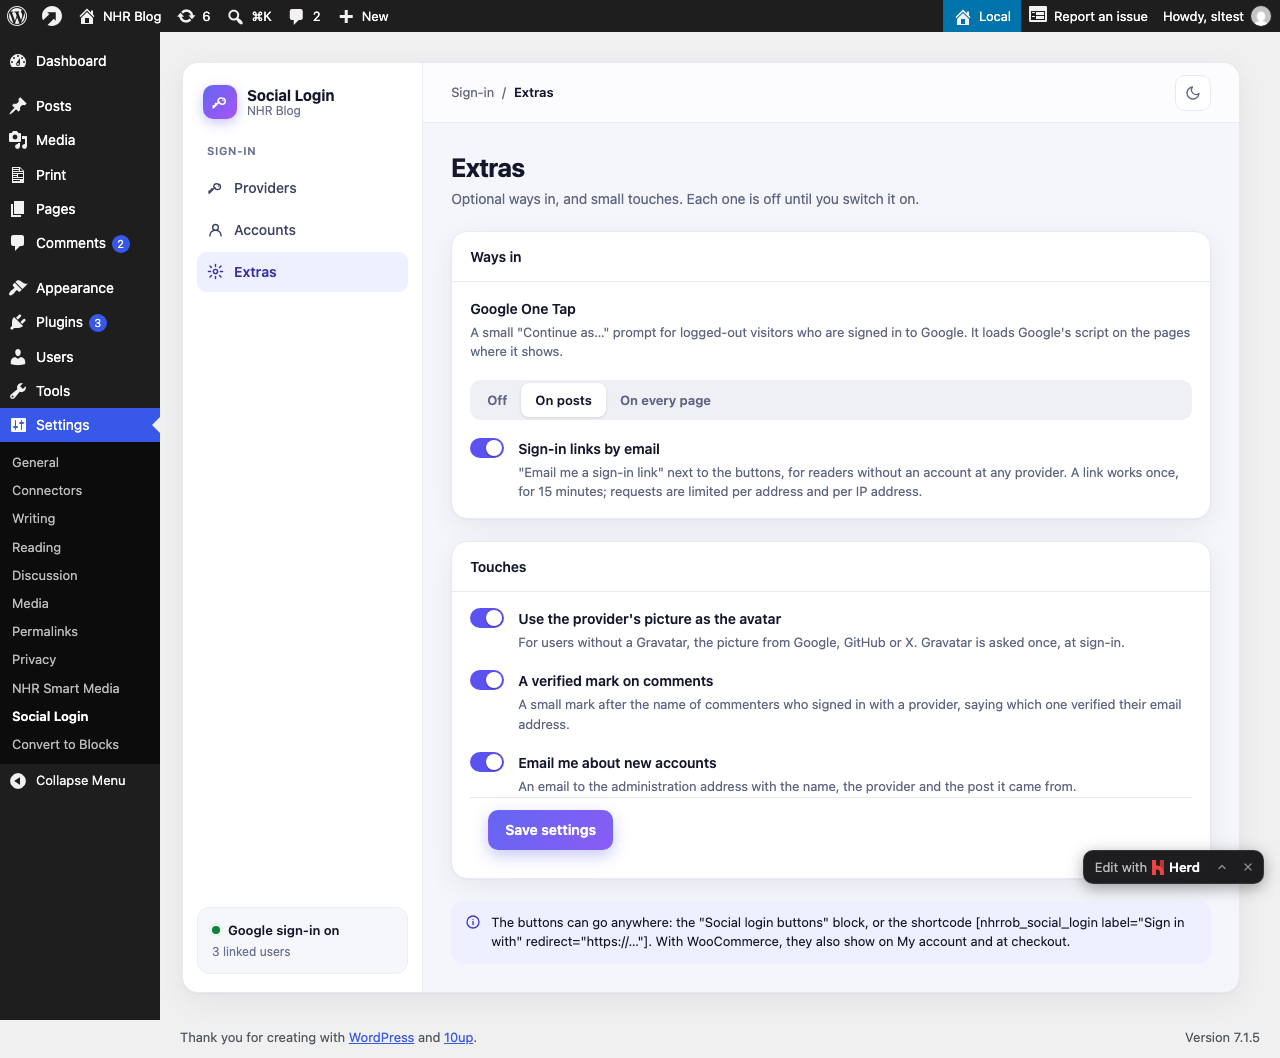 NHR Blog
6
⌘K
2
New
Local
Report an issue
Howdy, sltest
Dashboard
Posts
Media
Print
Pages
Comments 2
Appearance
Plugins 3
Users
Tools
Settings
General
Connectors
Writing
Reading
Discussion
Media
Permalinks
Privacy
NHR Smart Media
Social Login
Convert to Blocks
Collapse Menu
Social Login
NHR Blog
SIGN-IN
Providers
Accounts
Extras
Google sign-in on
3 linked users
Sign-in / Extras
Extras
Optional ways in, and small touches. Each one is off until you switch it on.
Ways in
Google One Tap
A small "Continue as…" prompt for logged-out visitors who are signed in to Google. It loads Google's script on the pages
where it shows.
Off
On posts
On every page
Sign-in links by email
"Email me a sign-in link" next to the buttons, for readers without an account at any provider. A link works once,
for 15 minutes; requests are limited per address and per IP address.
Touches
Use the provider's picture as the avatar
For users without a Gravatar, the picture from Google, GitHub or X. Gravatar is asked once, at sign-in.
A verified mark on comments
A small mark after the name of commenters who signed in with a provider, saying which one verified their email
address.
Email me about new accounts
An email to the administration address with the name, the provider and the post it came from.
Save settings
Edit with Herd
The buttons can go anywhere: the "Social login buttons" block, or the shortcode [nhrrob_social_login label="Sign in
with" redirect="https://…"]. With WooCommerce, they also show on My account and at checkout.
Thank you for creating with WordPress and 10up.
Version 7.1.5